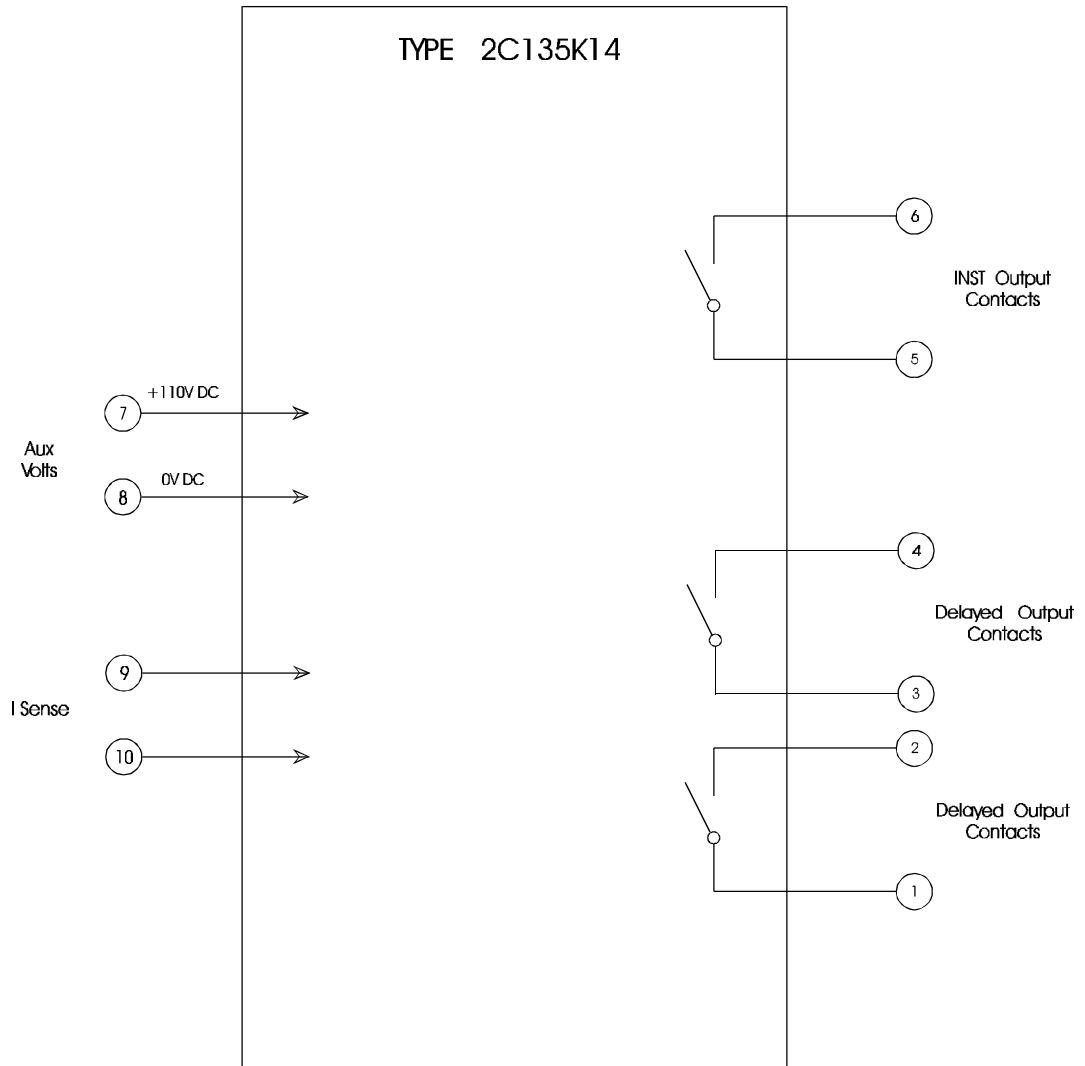 TYPE 2C135K14
6
INST Output
Contacts
5
7
+110V DC
Aux
Volts
8
0V DC
4
Delayed Output
Contacts
3
9
I Sense
10
2
Delayed Output
Contacts
1